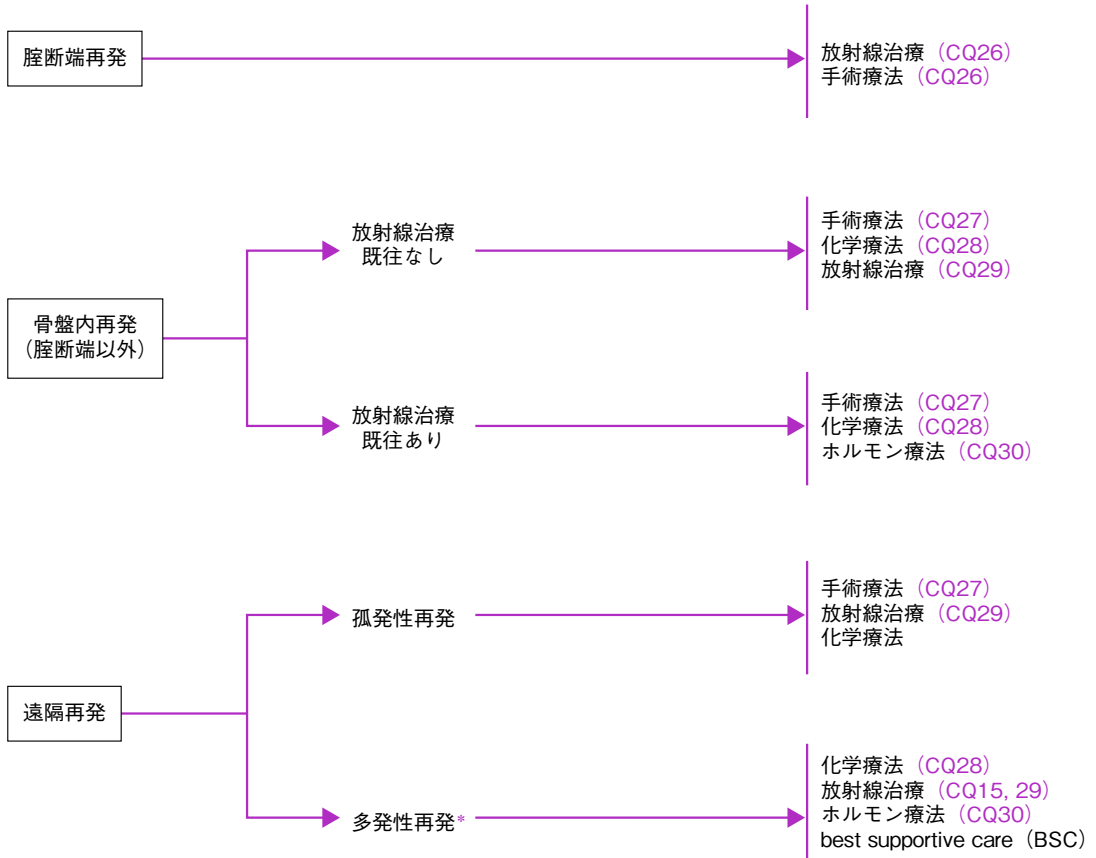 腟断端再発
放射線治療（CQ26）
手術療法（CQ26）
放射線治療
既往なし
手術療法（CQ27）
化学療法（CQ28）
放射線治療（CQ29）
骨盤内再発
（腟断端以外）
放射線治療
既往あり
手術療法（CQ27）
化学療法（CQ28）
ホルモン療法（CQ30）
孤発性再発
手術療法（CQ27）
放射線治療（CQ29）
化学療法
遠隔再発
多発性再発*
化学療法（CQ28）
放射線治療（CQ15, 29）
ホルモン療法（CQ30）
best supportive care（BSC）